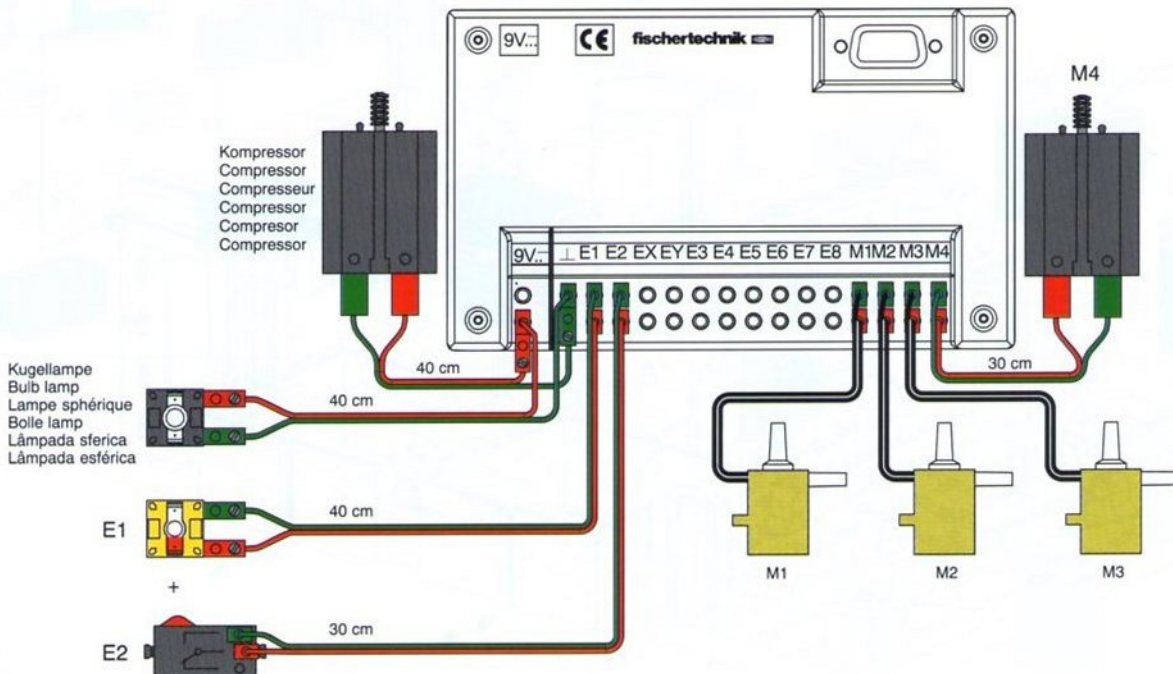 9V... CE fischertechnik
M4
Kompressor
Compressor
Compresseur
Compressor
Compresor
Compressor
9V... ⊥ E1 E2 EX EY E3 E4 E5 E6 E7 E8 M1 M2 M3 M4
40 cm
30 cm
Kugellampe
Bulb lamp
Lampe sphérique
Bolle lamp
Lâmpada sferica
Lâmpada esférica
40 cm
E1
40 cm
+
M1
M2
M3
E2
30 cm